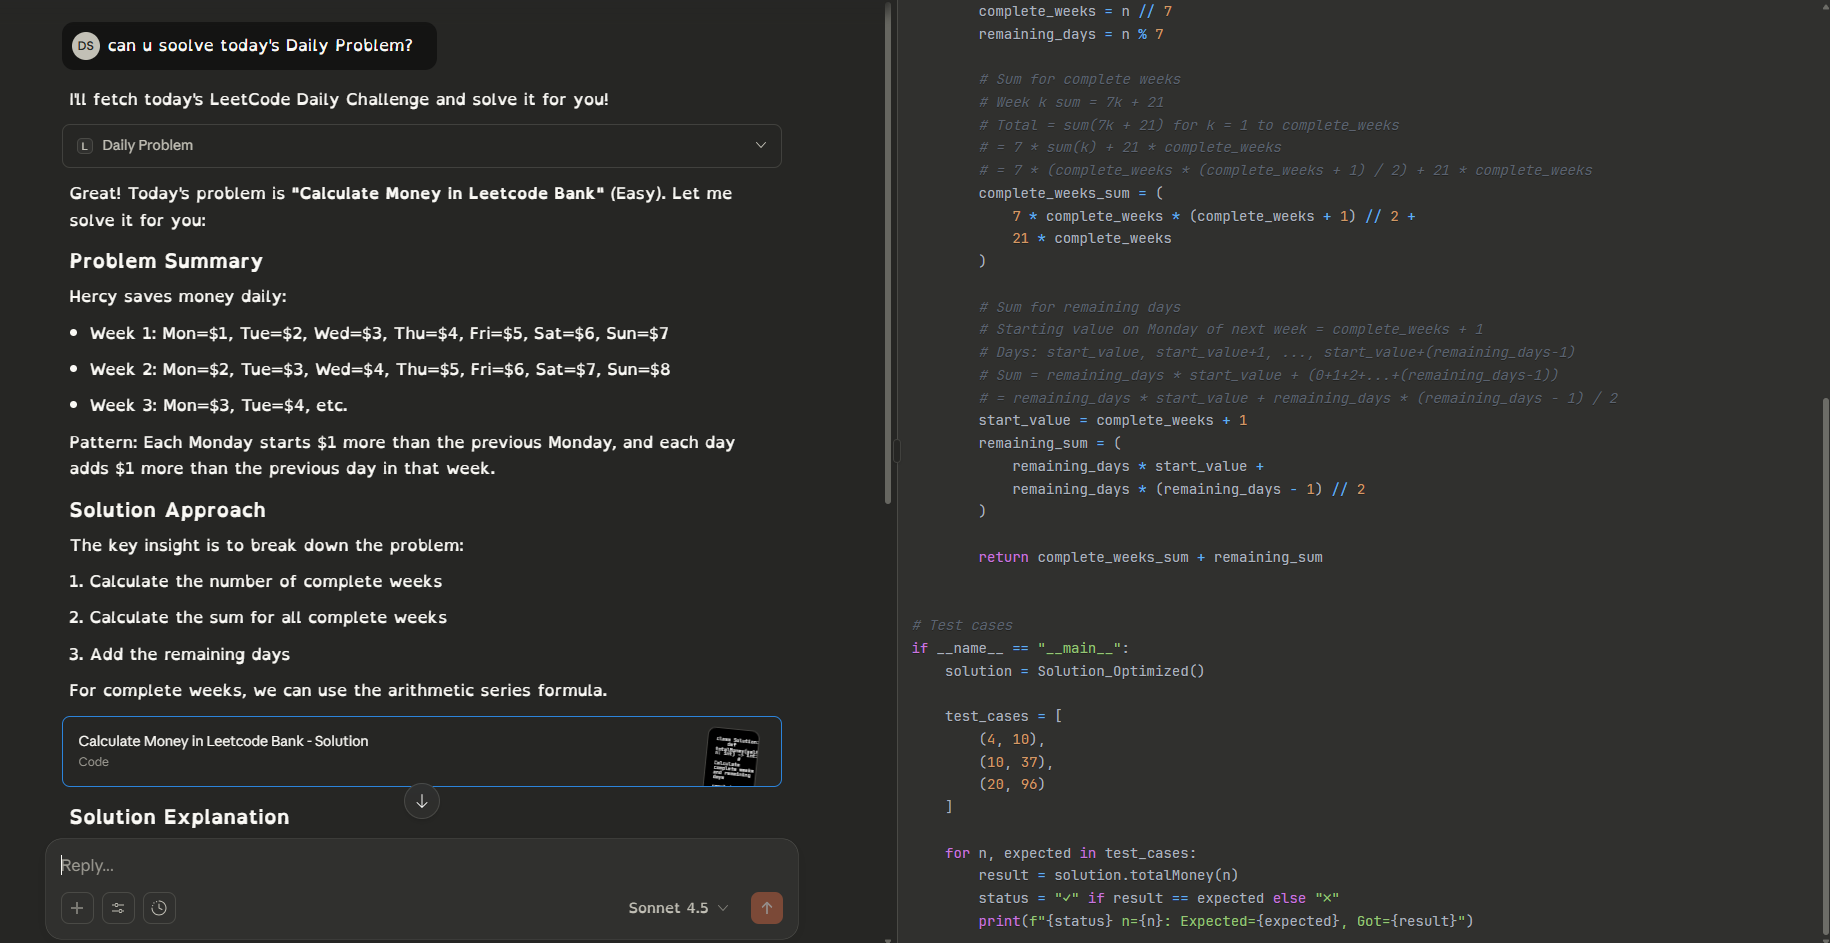 DS can u soolve today's Daily Problem?
I'll fetch today's LeetCode Daily Challenge and solve it for you!
L Daily Problem
Great! Today's problem is "Calculate Money in Leetcode Bank" (Easy). Let me
solve it for you:
Problem Summary
Hercy saves money daily:
• Week 1: Mon=$1, Tue=$2, Wed=$3, Thu=$4, Fri=$5, Sat=$6, Sun=$7
• Week 2: Mon=$2, Tue=$3, Wed=$4, Thu=$5, Fri=$6, Sat=$7, Sun=$8
• Week 3: Mon=$3, Tue=$4, etc.
Pattern: Each Monday starts $1 more than the previous Monday, and each day
adds $1 more than the previous day in that week.
Solution Approach
The key insight is to break down the problem:
1. Calculate the number of complete weeks
2. Calculate the sum for all complete weeks
3. Add the remaining days
For complete weeks, we can use the arithmetic series formula.
Calculate Money in Leetcode Bank - Solution
Code
Solution Explanation
Reply...
Sonnet 4.5
complete_weeks = n // 7
remaining_days = n % 7
# Sum for complete weeks
# Week k sum = 7k + 21
# Total = sum(7k + 21) for k = 1 to complete_weeks
# = 7 * sum(k) + 21 * complete_weeks
# = 7 * (complete_weeks * (complete_weeks + 1) / 2) + 21 * complete_weeks
complete_weeks_sum = (
7 * complete_weeks * (complete_weeks + 1) // 2 +
21 * complete_weeks
)
# Sum for remaining days
# Starting value on Monday of next week = complete_weeks + 1
# Days: start_value, start_value+1, ..., start_value+(remaining_days-1)
# Sum = remaining_days * start_value + (0+1+2+...+(remaining_days-1))
# = remaining_days * start_value + remaining_days * (remaining_days - 1) / 2
start_value = complete_weeks + 1
remaining_sum = (
remaining_days * start_value +
remaining_days * (remaining_days - 1) // 2
)
return complete_weeks_sum + remaining_sum
# Test cases
if __name__ == "__main__":
solution = Solution_Optimized()
test_cases = [
(4, 10),
(10, 37),
(20, 96)
]
for n, expected in test_cases:
result = solution.totalMoney(n)
status = "✓" if result == expected else "✗"
print(f"{status} n={n}: Expected={expected}, Got={result}")